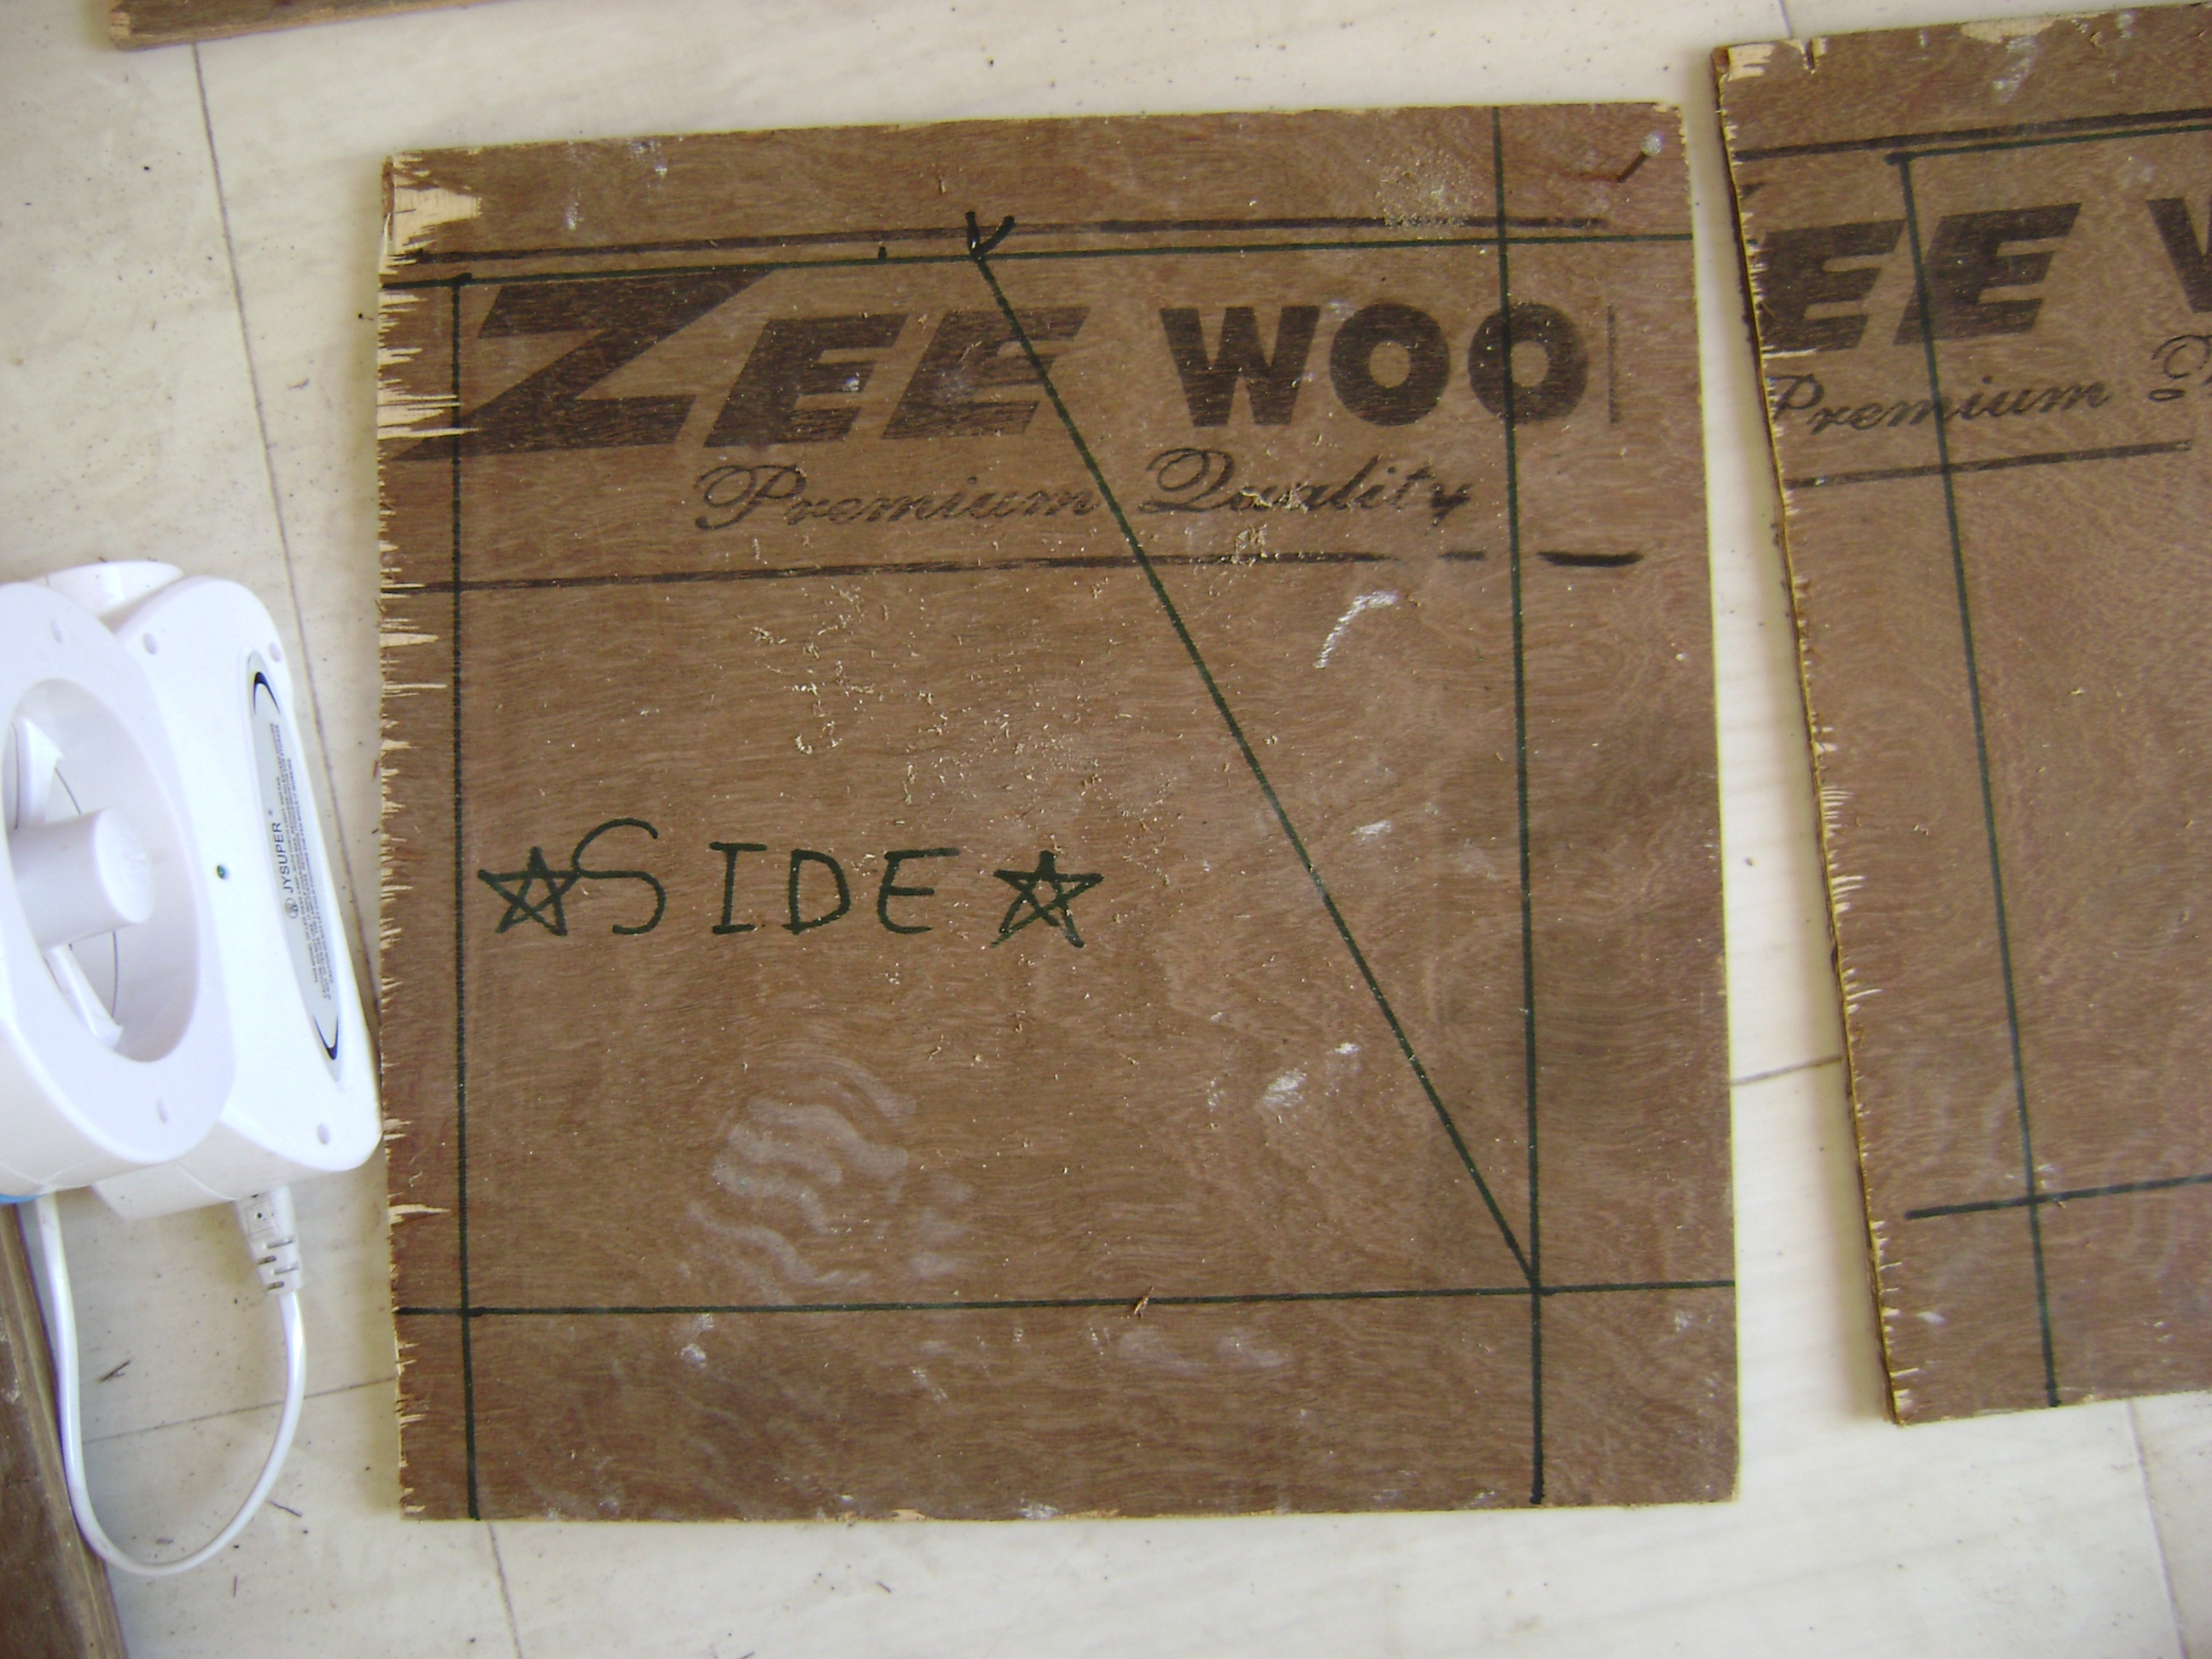 ZEE WOO
Premium Quality
☆SIDE☆
EE
Premium
JYSUPER